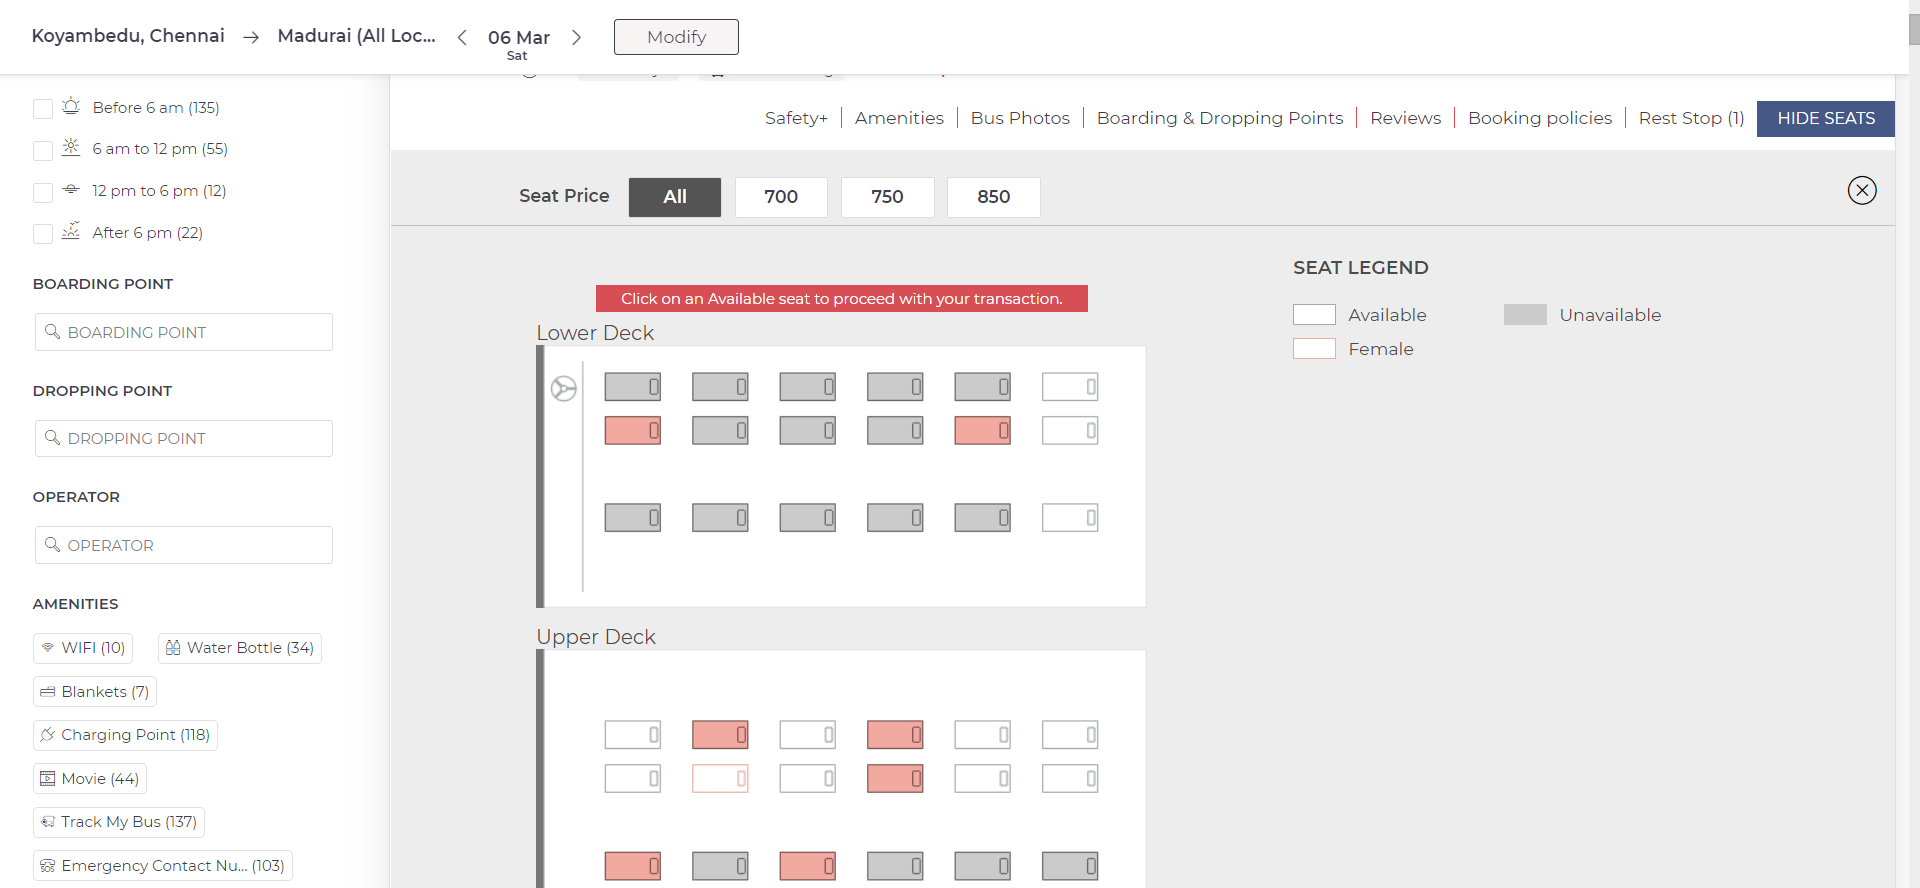 Koyambedu, Chennai → Madurai (All Loc... < 06 Mar > Modify
Sat
Before 6 am (135)
6 am to 12 pm (55)
12 pm to 6 pm (12)
After 6 pm (22)
BOARDING POINT
BOARDING POINT
DROPPING POINT
DROPPING POINT
OPERATOR
OPERATOR
AMENITIES
WIFI (10) Water Bottle (34)
Blankets (7)
Charging Point (118)
Movie (44)
Track My Bus (137)
SOS Emergency Contact Nu... (103)
Safety+ | Amenities | Bus Photos | Boarding & Dropping Points | Reviews | Booking policies | Rest Stop (1) HIDE SEATS
Seat Price All 700 750 850
Click on an Available seat to proceed with your transaction.
Lower Deck
Upper Deck
SEAT LEGEND
Available Unavailable
Female